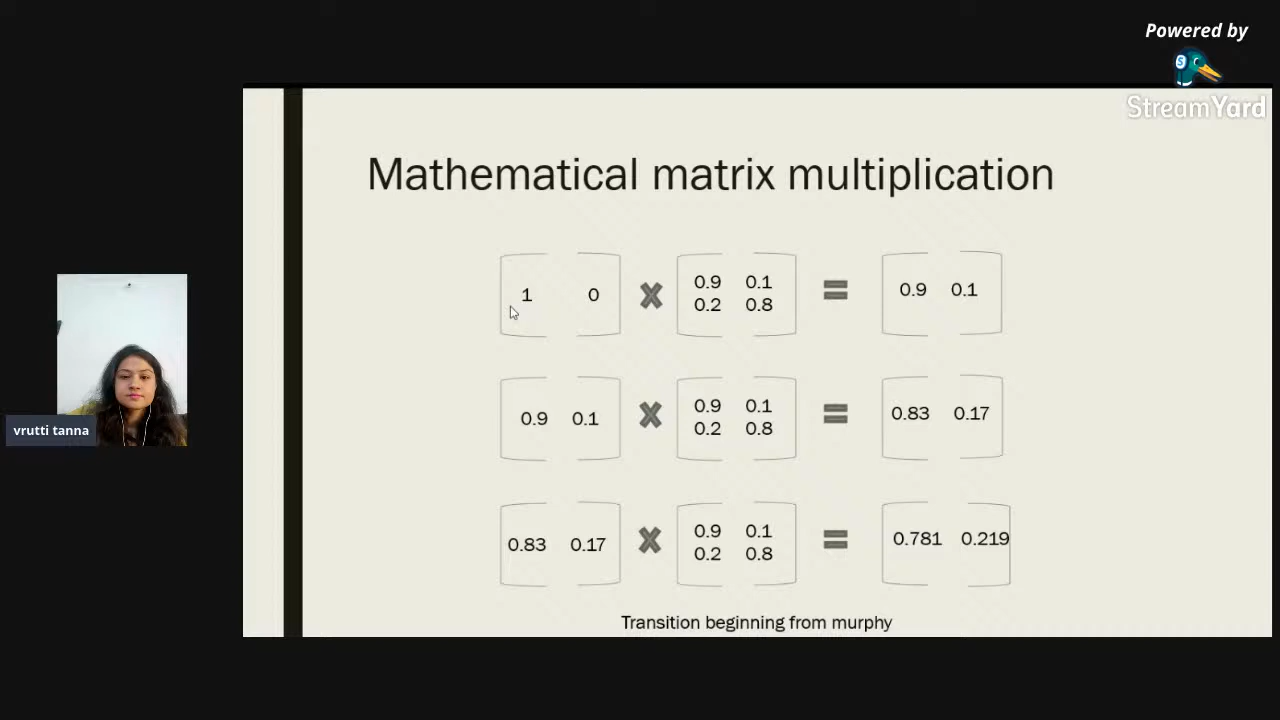 Powered by
StreamYard
Mathematical matrix multiplication
1 0 0.9 0.1 0.9 0.1
0.2 0.8
0.9 0.1 0.9 0.1 0.83 0.17
0.2 0.8
0.83 0.17 0.9 0.1 0.781 0.219
0.2 0.8
Transition beginning from murphy
vrutti tanna